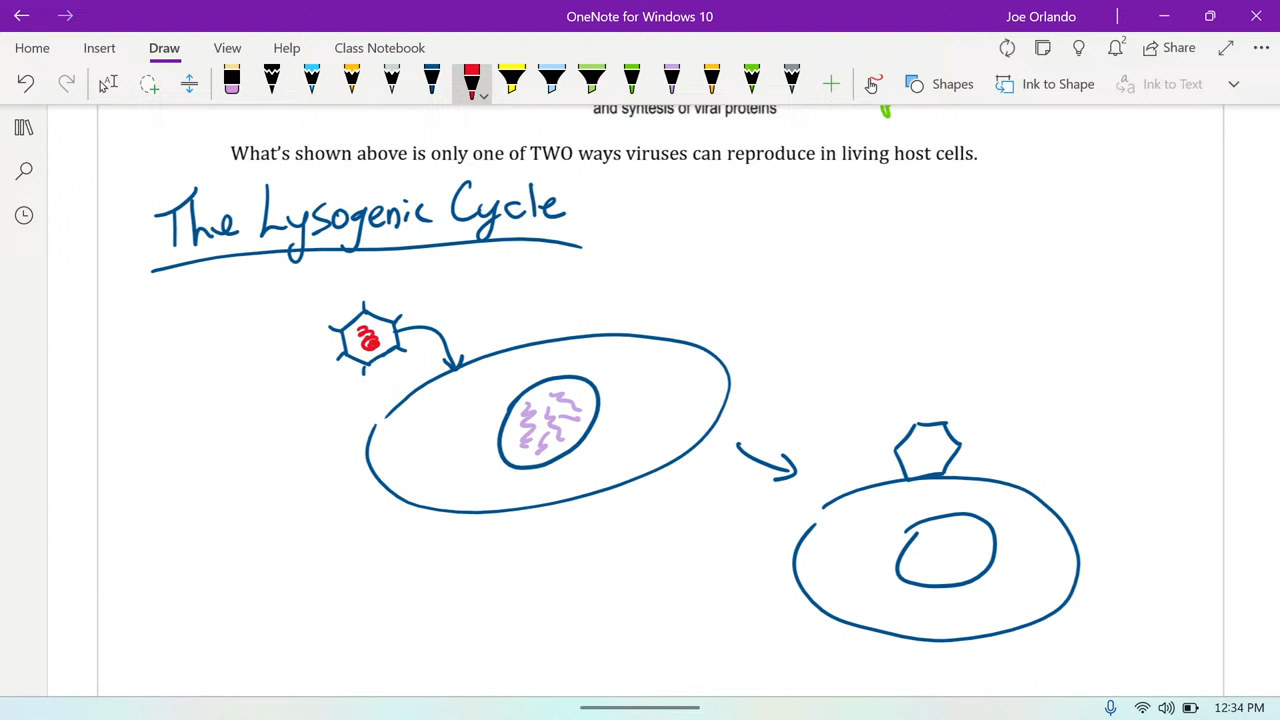 OneNote for Windows 10
Joe Orlando
Home Insert Draw View Help Class Notebook
2
Share
Shapes Ink to Shape Ink to Text
and syntesis of viral proteins
What's shown above is only one of TWO ways viruses can reproduce in living host cells.
The Lysogenic Cycle
12:34 PM